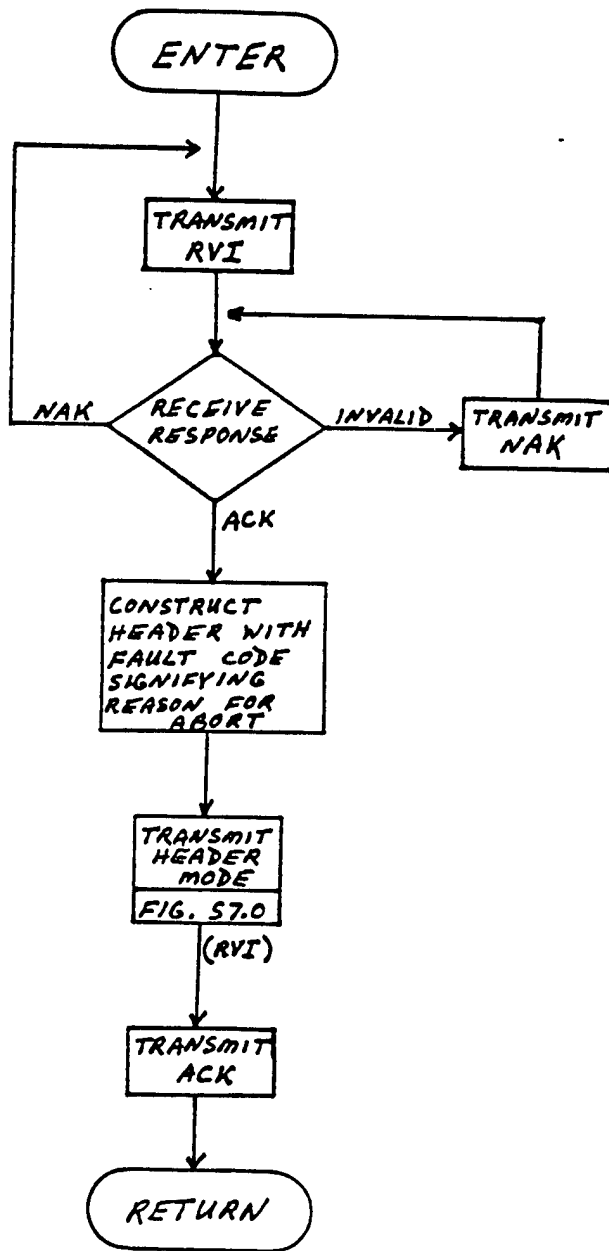 ENTER
TRANSMIT
RVI
NAK
RECEIVE
RESPONSE
INVALID
TRANSMIT
NAK
ACK
CONSTRUCT
HEADER WITH
FAULT CODE
SIGNIFYING
REASON FOR
ABORT
TRANSMIT
HEADER
MODE
FIG. S7.0
(RVI)
TRANSMIT
ACK
RETURN